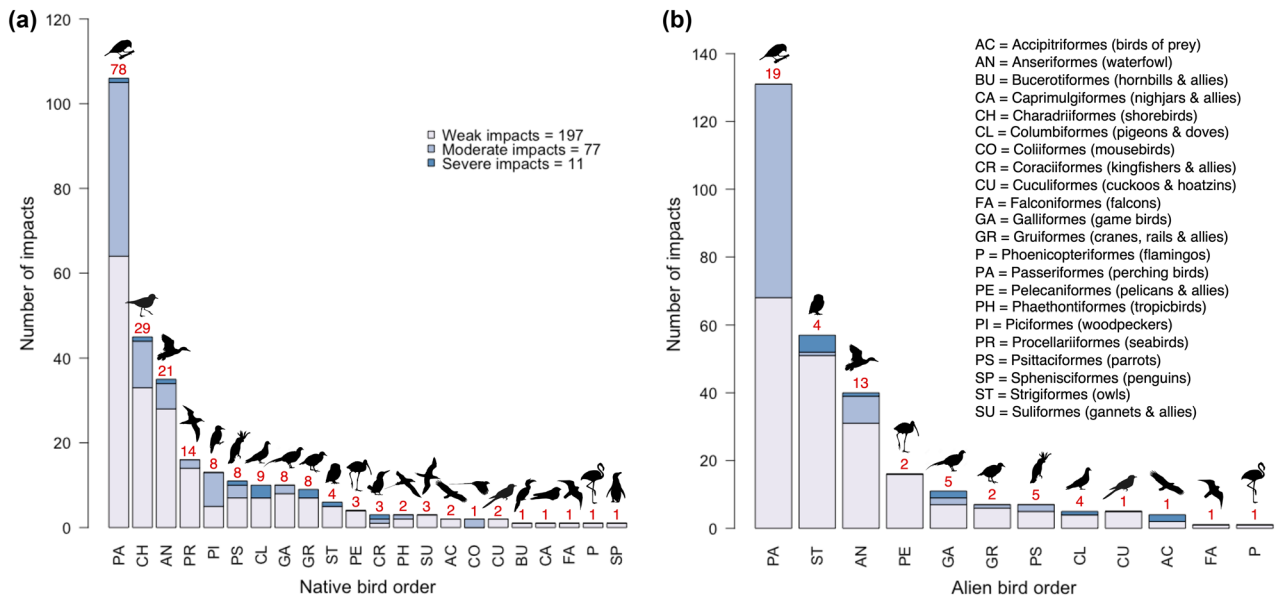 (a)
120
100
80
60
40
20
0
Number of impacts
78
29
21
14
8
8
9
8
8
4
3
3
2
3
2
1
2
1
1
1
1
1
Weak impacts = 197
Moderate impacts = 77
Severe impacts = 11
PA CH AN PR PI PS CL GA GR ST PE CR PH SU AC CO CU BU CA FA P SP
Native bird order
(b)
140
120
100
80
60
40
20
0
Number of impacts
19
4
13
2
5
2
5
4
1
1
1
1
PA ST AN PE GA GR PS CL CU AC FA P
Alien bird order
AC = Accipitriformes (birds of prey)
AN = Anseriformes (waterfowl)
BU = Bucerotiformes (hornbills & allies)
CA = Caprimulgiformes (nighjars & allies)
CH = Charadriiformes (shorebirds)
CL = Columbiformes (pigeons & doves)
CO = Coliiformes (mousebirds)
CR = Coraciiformes (kingfishers & allies)
CU = Cuculiformes (cuckoos & hoatzins)
FA = Falconiformes (falcons)
GA = Galliformes (game birds)
GR = Gruiformes (cranes, rails & allies)
P = Phoenicopteriformes (flamingos)
PA = Passeriformes (perching birds)
PE = Pelecaniformes (pelicans & allies)
PH = Phaethontiformes (tropicbirds)
PI = Piciformes (woodpeckers)
PR = Procellariiformes (seabirds)
PS = Psittaciformes (parrots)
SP = Sphenisciformes (penguins)
ST = Strigiformes (owls)
SU = Suliformes (gannets & allies)